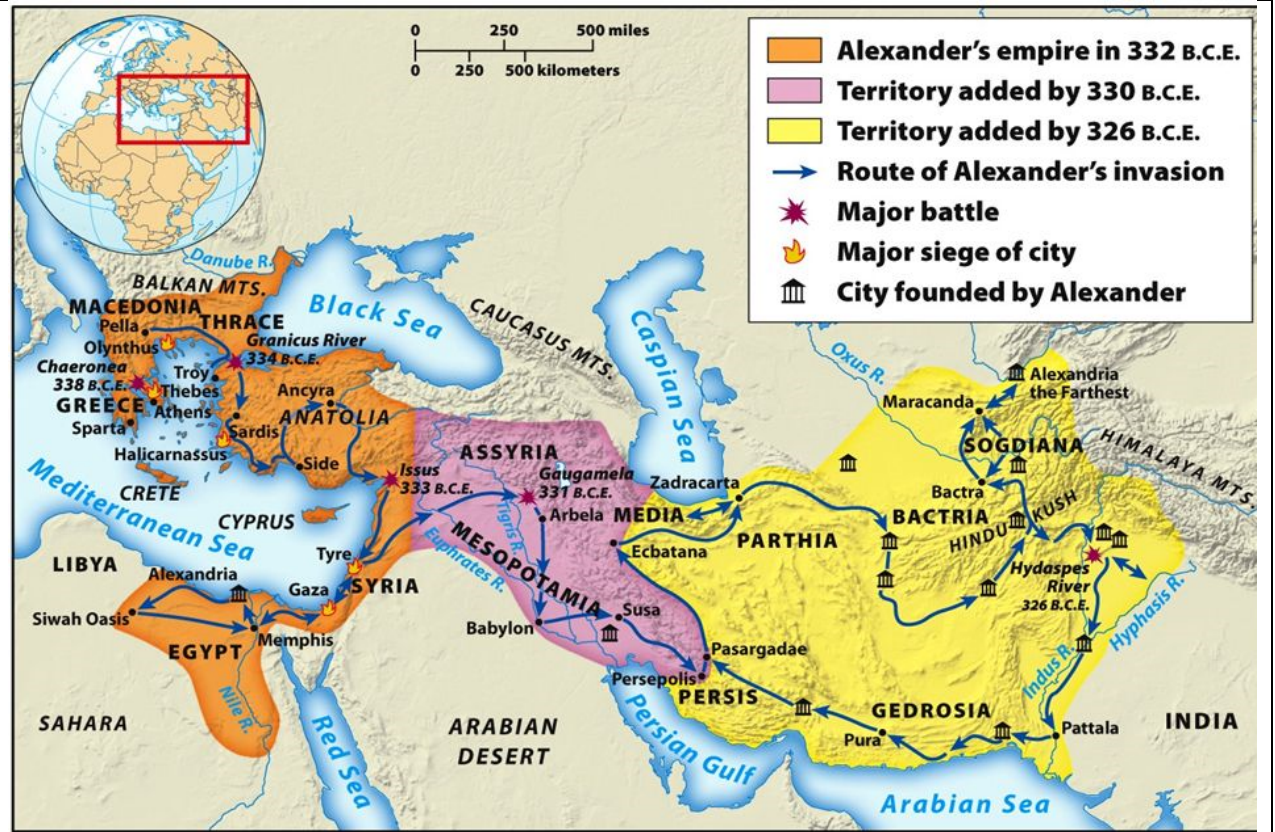 0 250 500 miles
0 250 500 kilometers
Alexander's empire in 332 B.C.E.
Territory added by 330 B.C.E.
Territory added by 326 B.C.E.
Route of Alexander's invasion
Major battle
Major siege of city
City founded by Alexander
Danube R.
BALKAN MTS.
MACEDONIA
THRACE
Pella
Olynthus
Black Sea
CAUCASUS MTS.
Caspian Sea
Granicus River
334 B.C.E.
Chaeronea
338 B.C.E.
Troy
Thebes
GREECE
Athens
Sparta
Ancyra
ANATOLIA
Sardis
Halicarnassus
Side
Issus
333 B.C.E.
CRETE
CYPRUS
Mediterranean Sea
ASSYRIA
Gaugamela
331 B.C.E.
Arbela
Tigris R.
MESOPOTAMIA
Euphrates R.
MEDIA
Zadracarta
Ecbatana
PARTHIA
Oxus R.
Alexandria
the Farthest
Maracanda
SOGDIANA
HIMALAYA MTS.
Bactra
BACTRIA
HINDU KUSH
Hydaspes
River
326 B.C.E.
Hyphasis R.
Indus R.
LIBYA
Tyre
SYRIA
Alexandria
Gaza
Siwah Oasis
Memphis
EGYPT
Nile R.
Babylon
Susa
Pasargadae
Persepolis
PERSIS
SAHARA
Red Sea
ARABIAN
DESERT
Persian Gulf
GEDROSIA
Pura
Pattala
INDIA
Arabian Sea